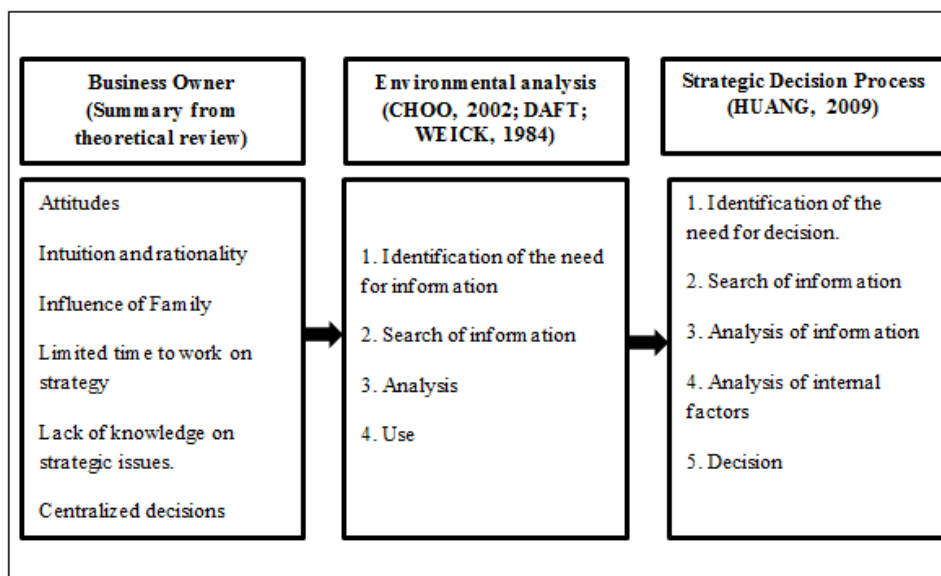 Business Owner
(Summary from
theoretical review)
Environmental analysis
(CHOO, 2002; DAFT;
WEICK, 1984)
Strategic Decision Process
(HUANG, 2009)
Attitudes
Intuition and rationality
Influence of Family
Limited time to work on
strategy
Lack of knowledge on
strategic issues.
Centralized decisions
1. Identification of the need
for information
2. Search of information
3. Analysis
4. Use
1. Identification of the
need for decision.
2. Search of information
3. Analysis of information
4. Analysis of internal
factors
5. Decision